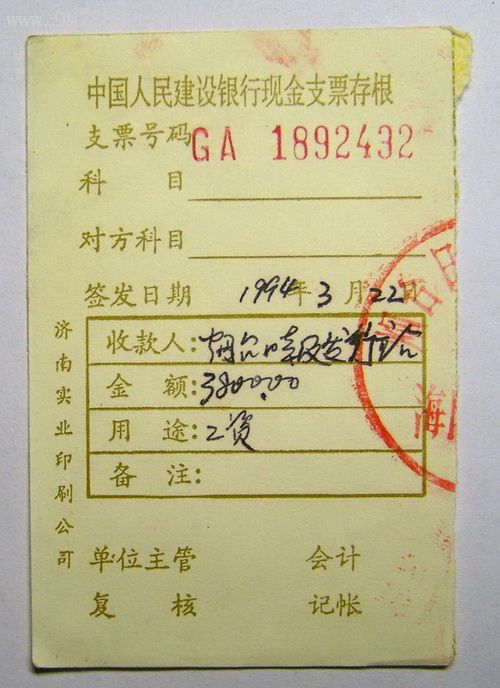 中国人民建设银行现金支票存根
支票号码 GA 1892432
科 目
对方科目
签发日期 1994年3月22日
收款人:
金 额: 3800.00
用 途: 工资
备 注:
单位主管 会计
复 核 记帐
济南实业印刷公司
海